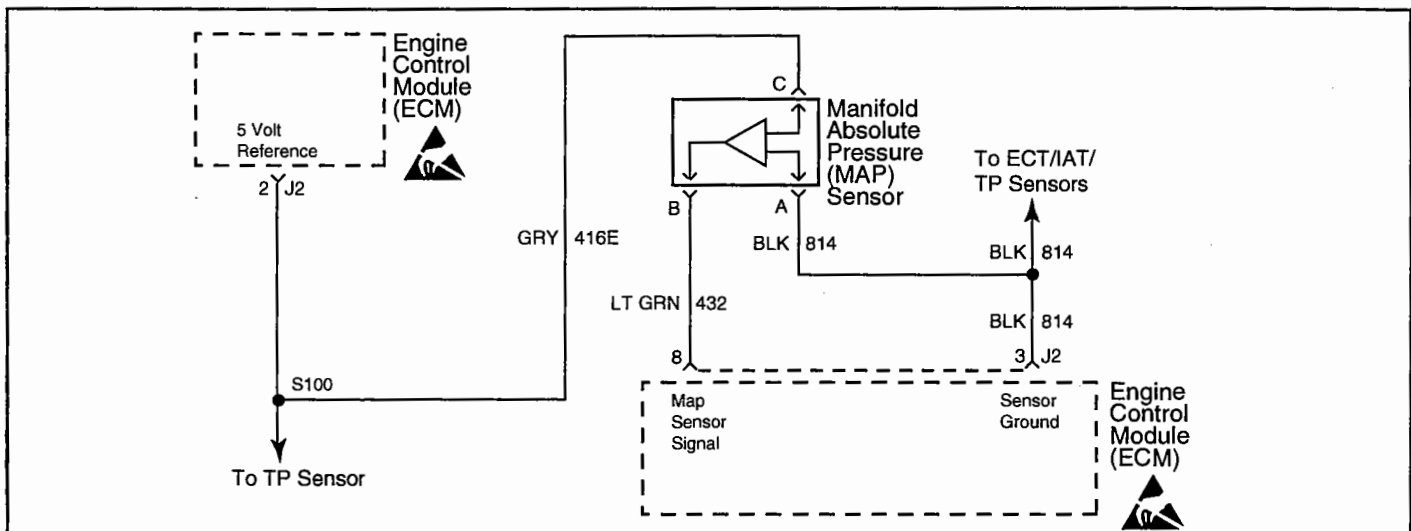 Engine
Control
Module
(ECM)
5 Volt
Reference
2 J2
GRY 416E
C
Manifold
Absolute
Pressure
(MAP)
Sensor
B
A
To ECT/IAT/
TP Sensors
BLK 814
BLK 814
LT GRN 432
BLK 814
8
3 J2
S100
To TP Sensor
Map
Sensor
Signal
Sensor
Ground
Engine
Control
Module
(ECM)